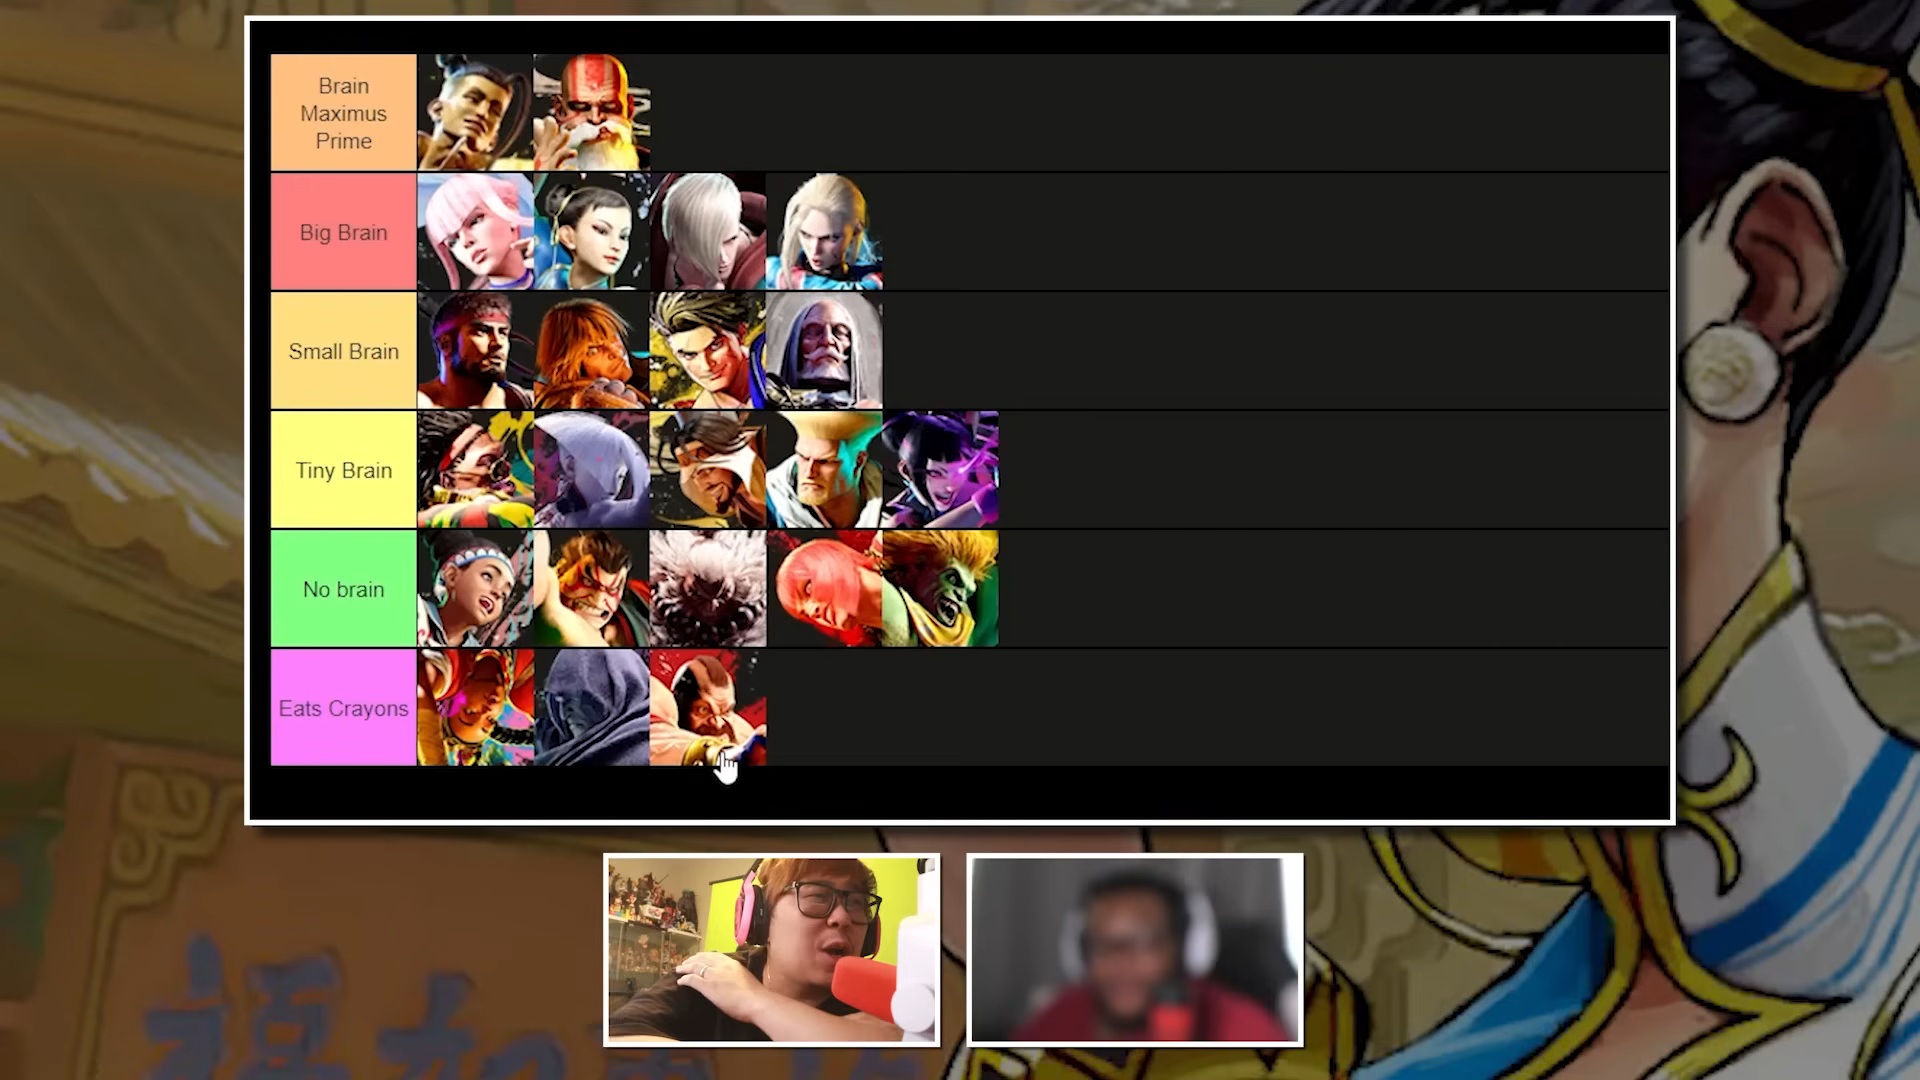 Brain
Maximus
Prime
Big Brain
Small Brain
Tiny Brain
No brain
Eats Crayons